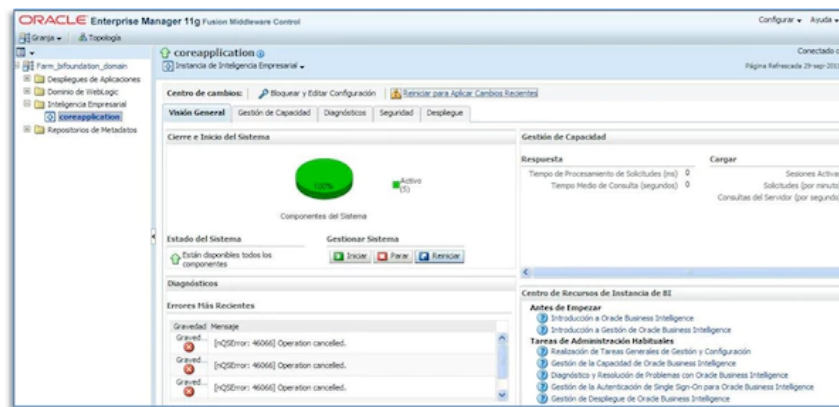 ORACLE Enterprise Manager 11g Fusion Middleware Control
Configurar Ayuda
Granja Topología
Farm_bifoundation_domain
Despliegues de Aplicaciones
Dominio de WebLogic
Inteligencia Empresarial
coreapplication
Repositorios de Metadatos
coreapplication
Instancia de Inteligencia Empresarial
Conectado
Página Refrescada 29-sep-201
Centro de cambios: Bloquear y Editar Configuración Reiniciar para Aplicar Cambios Recientes
Visión General Gestión de Capacidad Diagnósticos Seguridad Despliegue
Cierre e Inicio del Sistema
100%
Activo
(5)
Componentes del Sistema
Estado del Sistema
Están disponibles todos los
componentes
Gestionar Sistema
Iniciar Parar Reiniciar
Diagnósticos
Errores Más Recientes
Gravedad Mensaje
Graved... [nQSError: 46066] Operation cancelled.
Graved... [nQSError: 46066] Operation cancelled.
Graved... [nQSError: 46066] Operation cancelled.
Gestión de Capacidad
Respuesta
Tiempo de Procesamiento de Solicitudes (ms) 0
Tiempo Medio de Consulta (segundos) 0
Cargar
Sesiones Activa
Solicitudes (por minuto
Consultas del Servidor (por segundo
Centro de Recursos de Instancia de BI
Antes de Empezar
Introducción a Oracle Business Intelligence
Introducción a Gestión de Oracle Business Intelligence
Tareas de Administración Habituales
Realización de Tareas Generales de Gestión y Configuración
Gestión de la Capacidad de Oracle Business Intelligence
Diagnóstico y Resolución de Problemas con Oracle Business Intelligence
Gestión de la Autenticación de Single Sign-On para Oracle Business Intelligence
Gestión de Despliegue de Oracle Business Intelligence